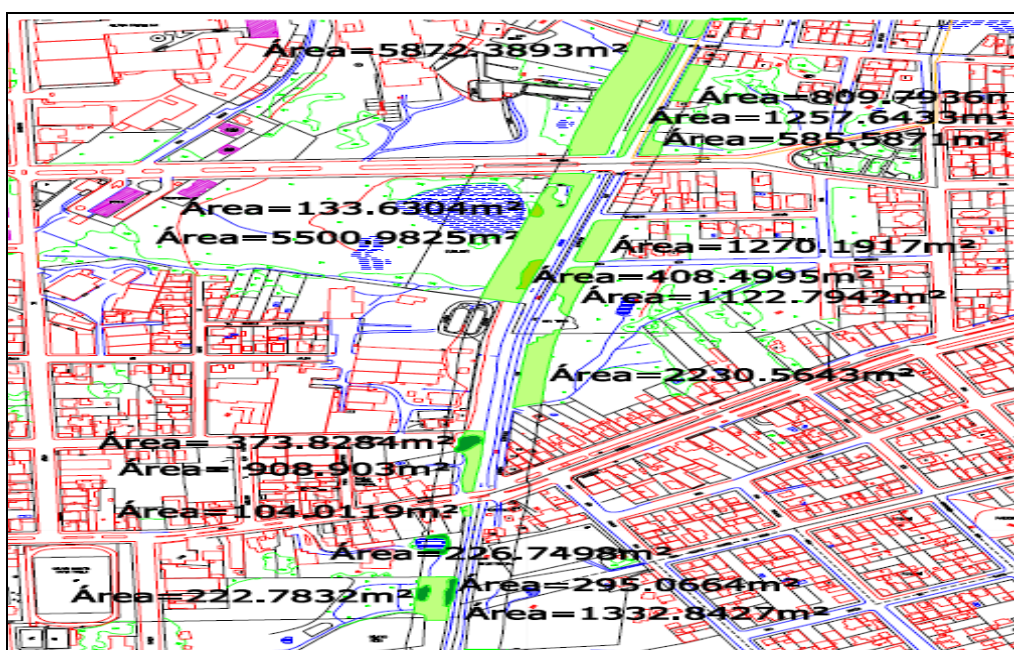 Área=5872.3893m²
Área=809.7936m
Área=1257.6433m²
Área=585.5871m²
Área=133.6304m²
Área=5500.9825m²
Área=1270.1917m²
Área=408.4995m²
Área=1122.7942m²
Área=2230.5643m²
Área= 373.8284m²
Área= 908.903m²
Área=104.0119m²
Área=226.7498m²
Área=222.7832m²
Área=295.0664m²
Área=1332.8427m²